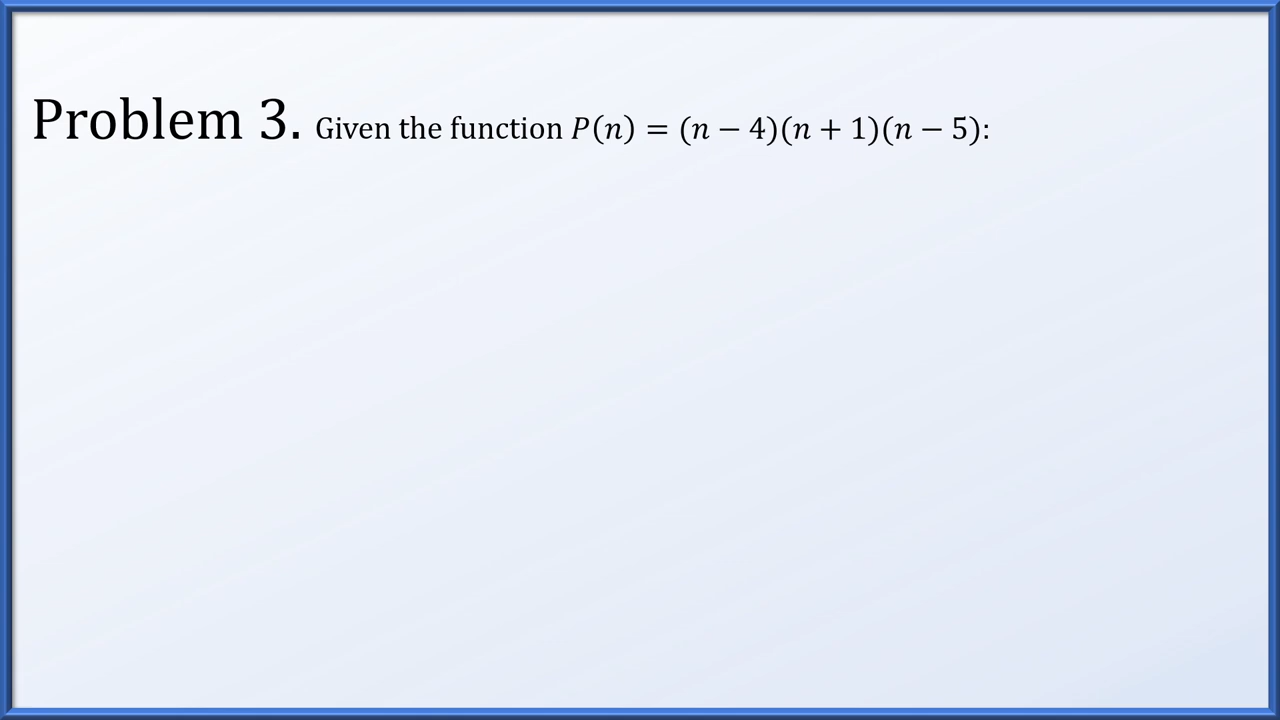 Problem 3. Given the function 𝑃(𝑛) = (𝑛 − 4)(𝑛 + 1)(𝑛 − 5):